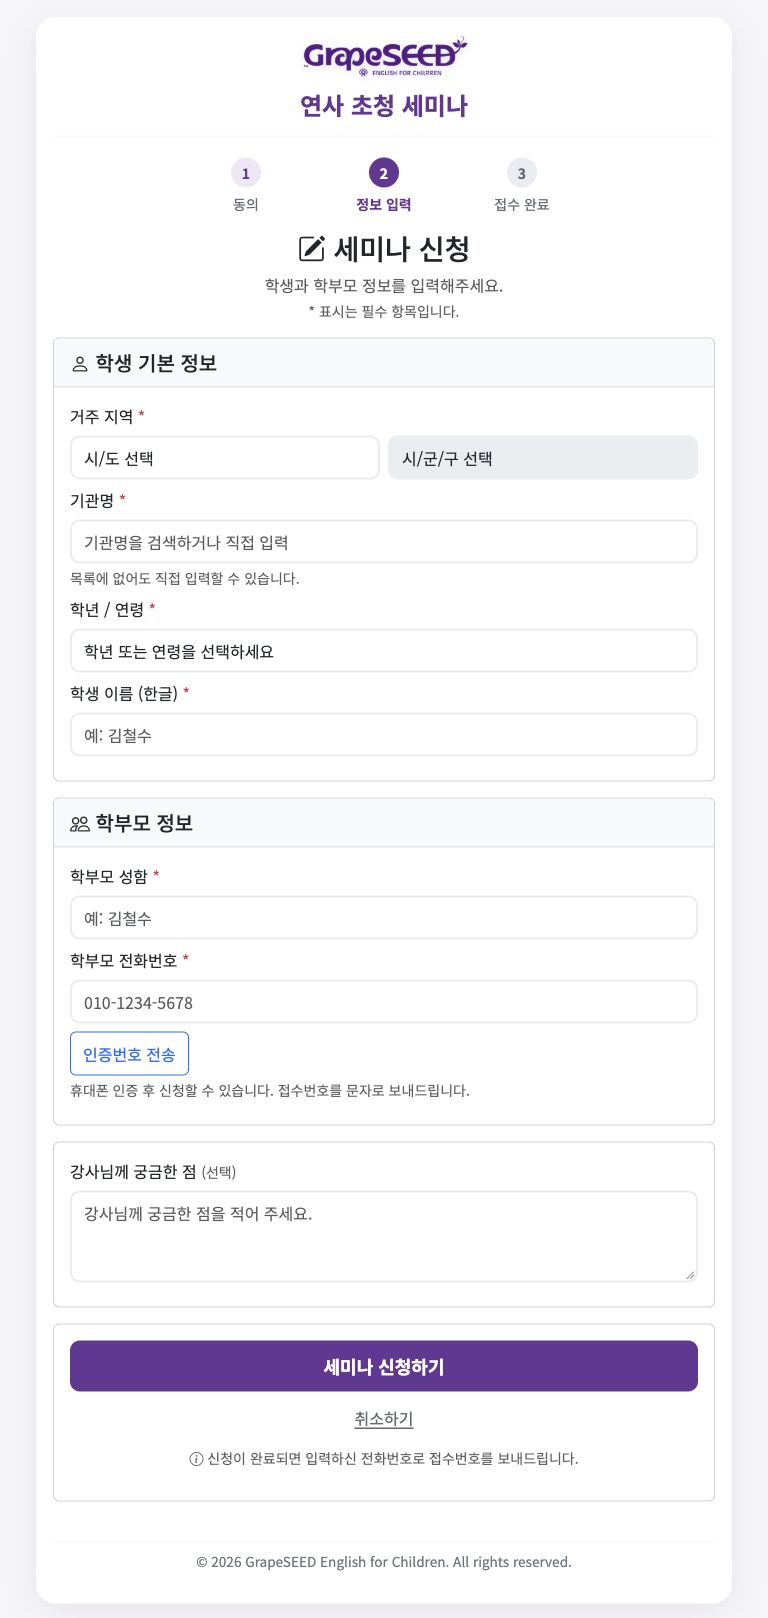 GrapeSEED
ENGLISH FOR CHILDREN
연사 초청 세미나
1 2 3
동의 정보 입력 접수 완료
세미나 신청
학생과 학부모 정보를 입력해주세요.
* 표시는 필수 항목입니다.
학생 기본 정보
거주 지역 *
시/도 선택 시/군/구 선택
기관명 *
기관명을 검색하거나 직접 입력
목록에 없어도 직접 입력할 수 있습니다.
학년 / 연령 *
학년 또는 연령을 선택하세요
학생 이름 (한글) *
예: 김철수
학부모 정보
학부모 성함 *
예: 김철수
학부모 전화번호 *
010-1234-5678
인증번호 전송
휴대폰 인증 후 신청할 수 있습니다. 접수번호를 문자로 보내드립니다.
강사님께 궁금한 점 (선택)
강사님께 궁금한 점을 적어 주세요.
세미나 신청하기
취소하기
신청이 완료되면 입력하신 전화번호로 접수번호를 보내드립니다.
© 2026 GrapeSEED English for Children. All rights reserved.